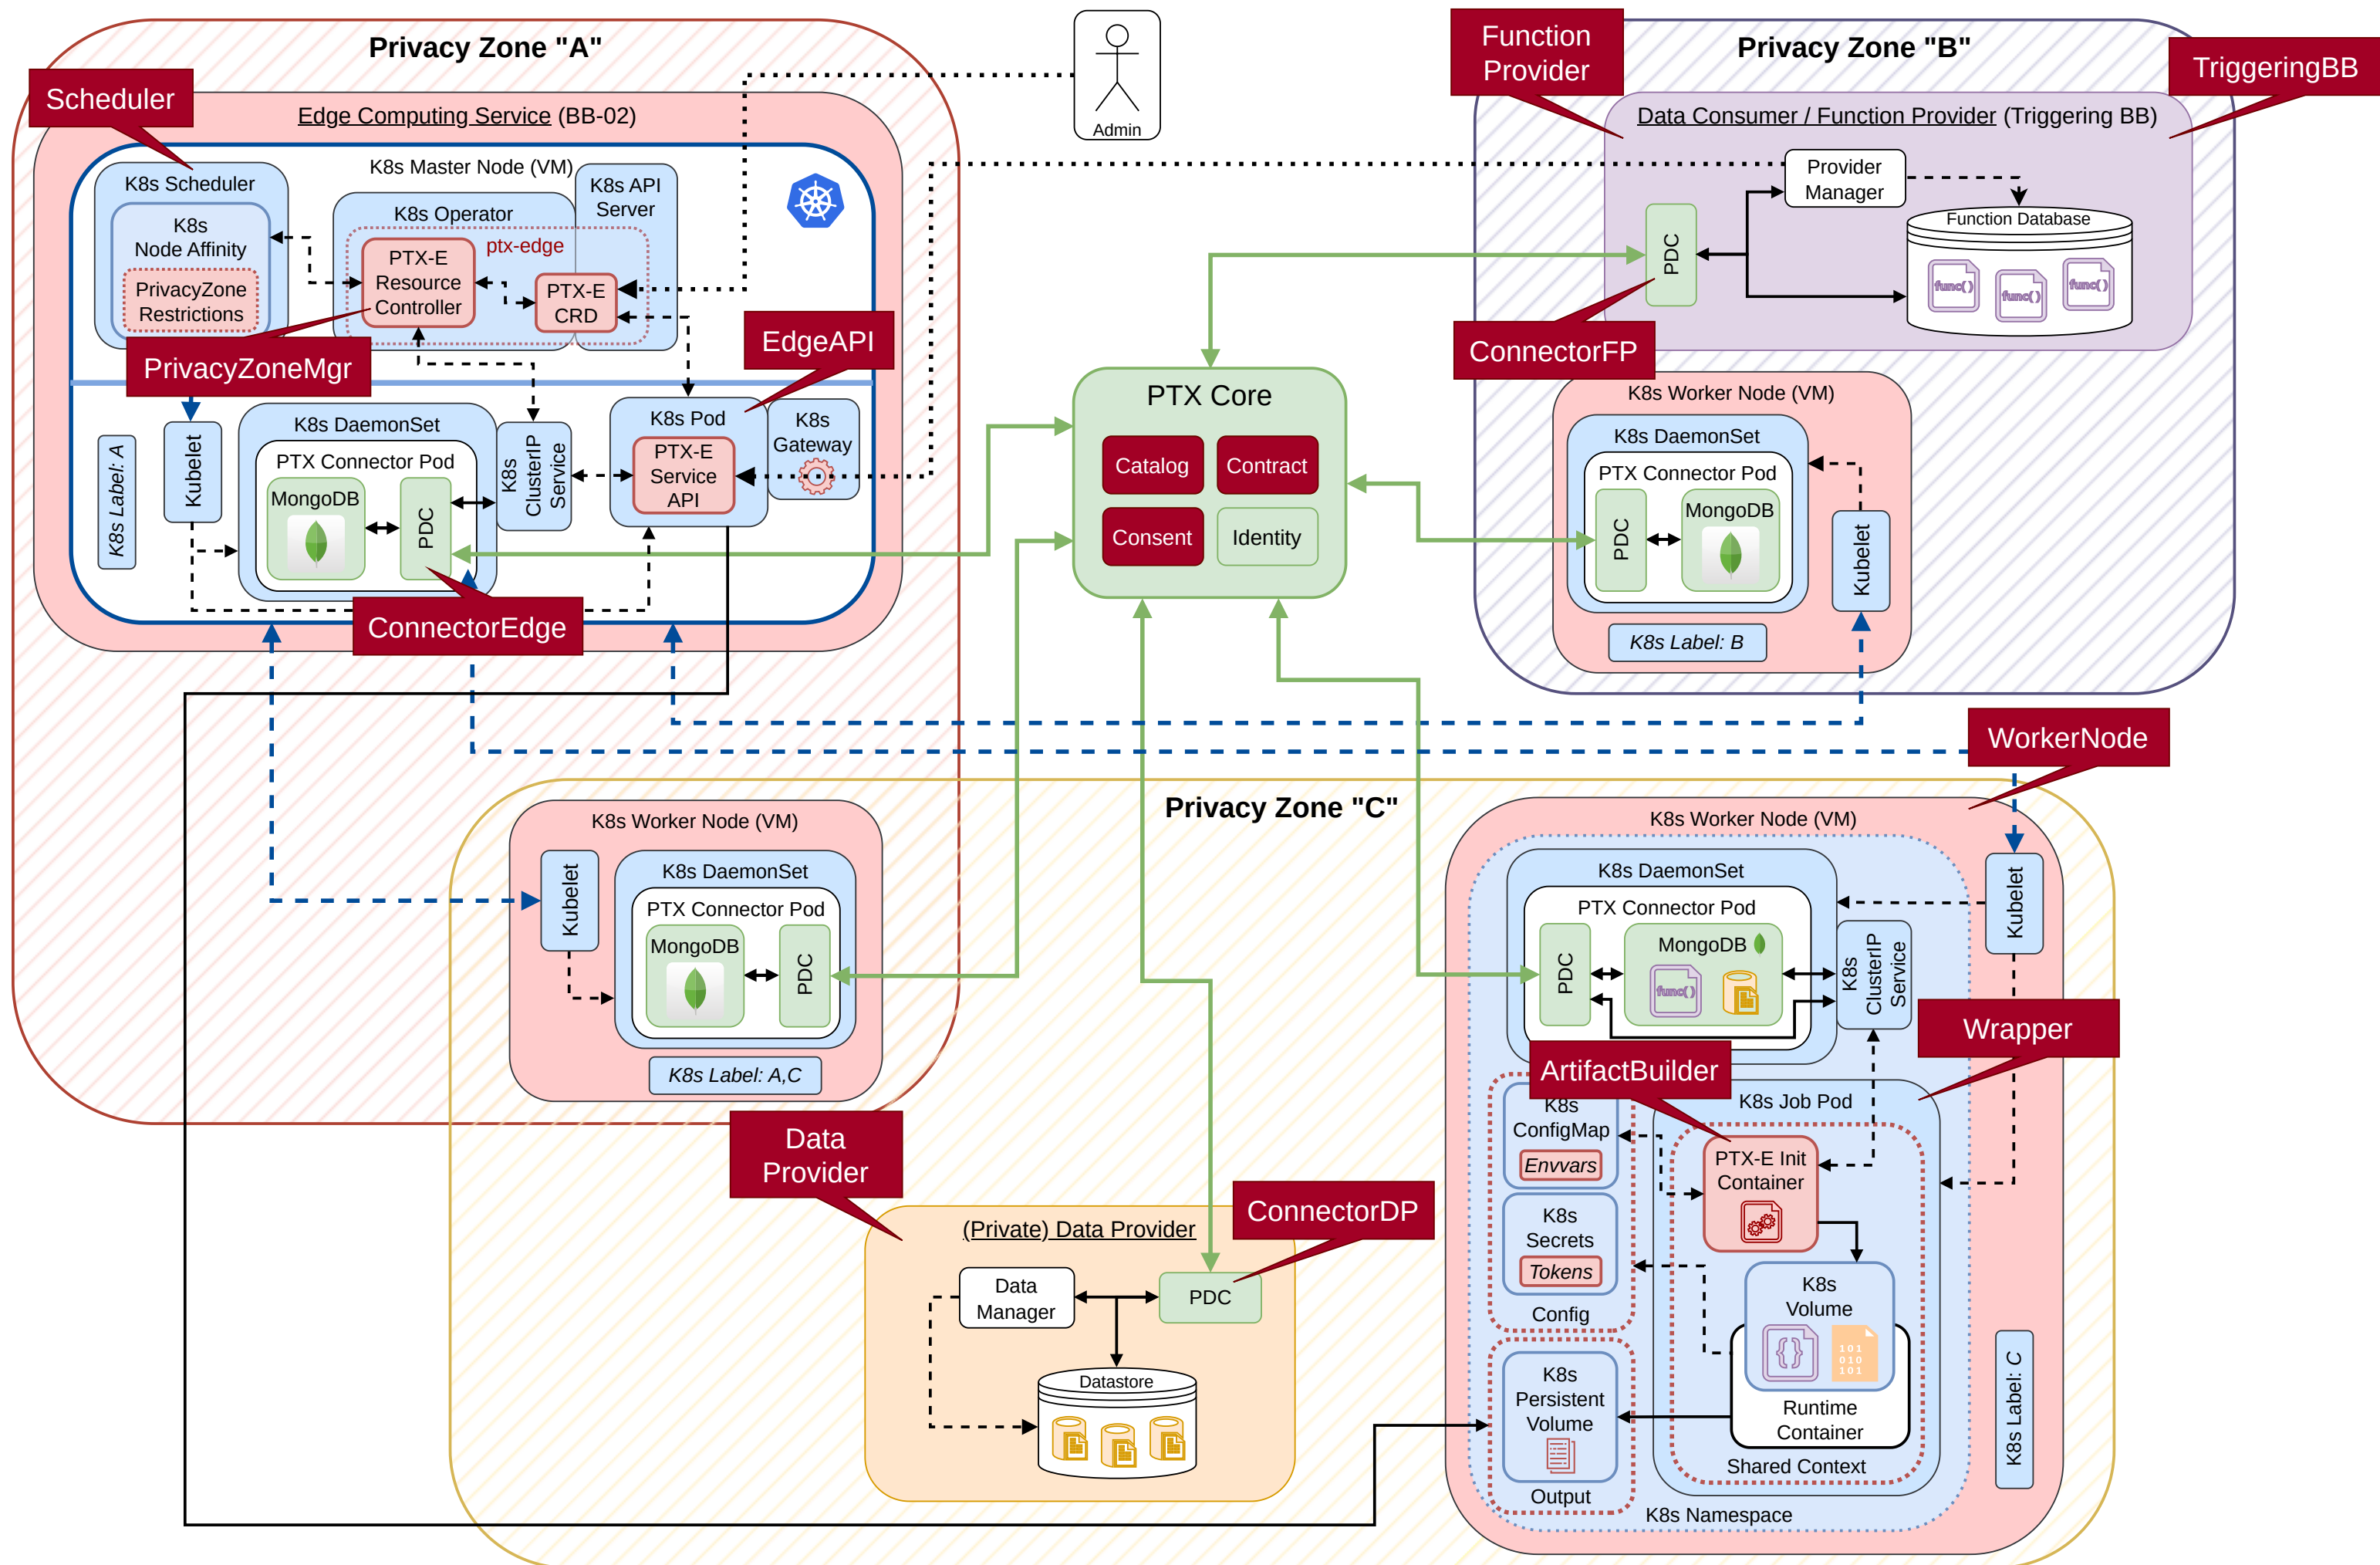 Privacy Zone "A"
Scheduler
Edge Computing Service (BB-02)
K8s Master Node (VM)
K8s Scheduler
K8s
Node Affinity
PrivacyZone
Restrictions
K8s Operator
K8s API
Server
ptx-edge
PTX-E
Resource
Controller
PTX-E
CRD
PrivacyZoneMgr
EdgeAPI
K8s Label: A
Kubelet
K8s DaemonSet
PTX Connector Pod
MongoDB
PDC
K8s
ClusterIP
Service
K8s Pod
PTX-E
Service
API
K8s
Gateway
ConnectorEdge
Admin
PTX Core
Catalog
Contract
Consent
Identity
Function
Provider
Privacy Zone "B"
TriggeringBB
Data Consumer / Function Provider (Triggering BB)
Provider
Manager
Function Database
func( )
func( )
func( )
PDC
ConnectorFP
K8s Worker Node (VM)
K8s DaemonSet
PTX Connector Pod
PDC
MongoDB
Kubelet
K8s Label: B
WorkerNode
Privacy Zone "C"
K8s Worker Node (VM)
Kubelet
K8s DaemonSet
PTX Connector Pod
MongoDB
PDC
K8s Label: A,C
Data
Provider
(Private) Data Provider
ConnectorDP
Data
Manager
PDC
Datastore
K8s Worker Node (VM)
K8s DaemonSet
PTX Connector Pod
PDC
MongoDB
func( )
K8s
ClusterIP
Service
Kubelet
Wrapper
ArtifactBuilder
K8s
ConfigMap
Envvars
K8s
Secrets
Tokens
Config
K8s
Persistent
Volume
Output
K8s Job Pod
PTX-E Init
Container
K8s
Volume
{ }
101
010
101
Runtime
Container
Shared Context
K8s Namespace
K8s Label: C